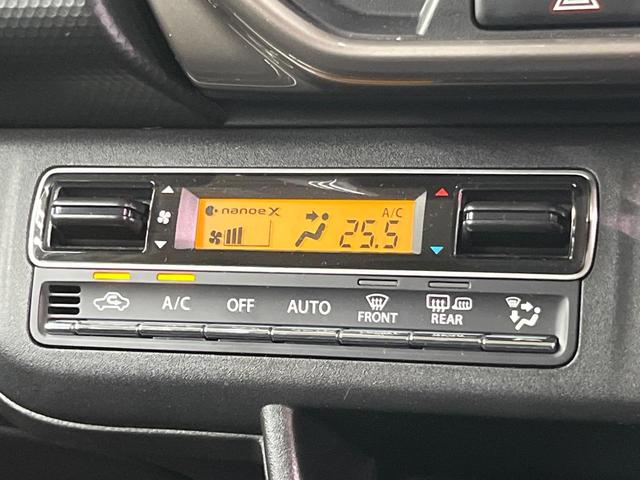 nanoeX
A/C
25.5
A/C
OFF
AUTO
FRONT
REAR